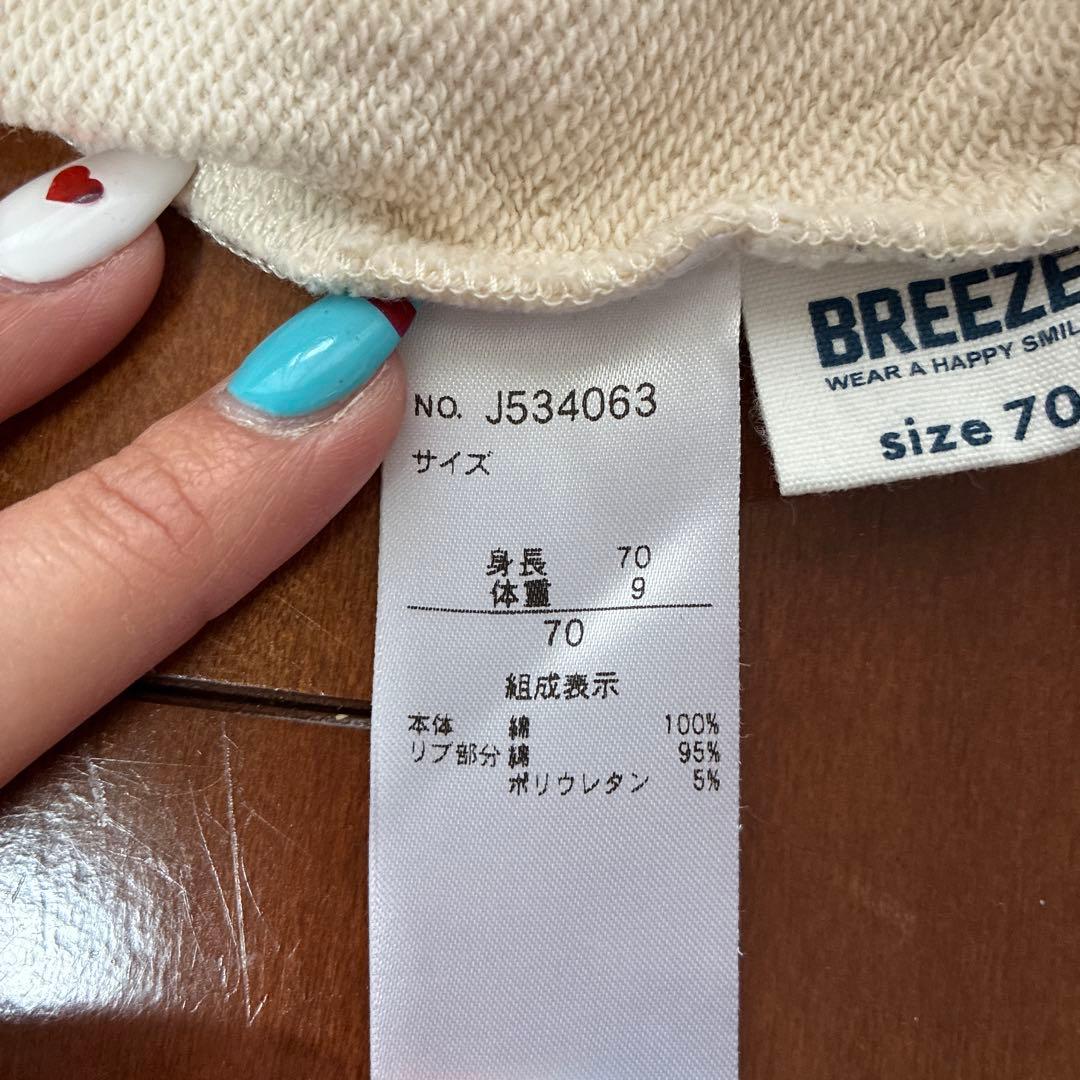 NO. J534063
サイズ
身長 70
体重 9
70
組成表示
本体 綿 100%
リブ部分 綿 95%
ポリウレタン 5%
BREEZE
WEAR A HAPPY SMIL
size 70